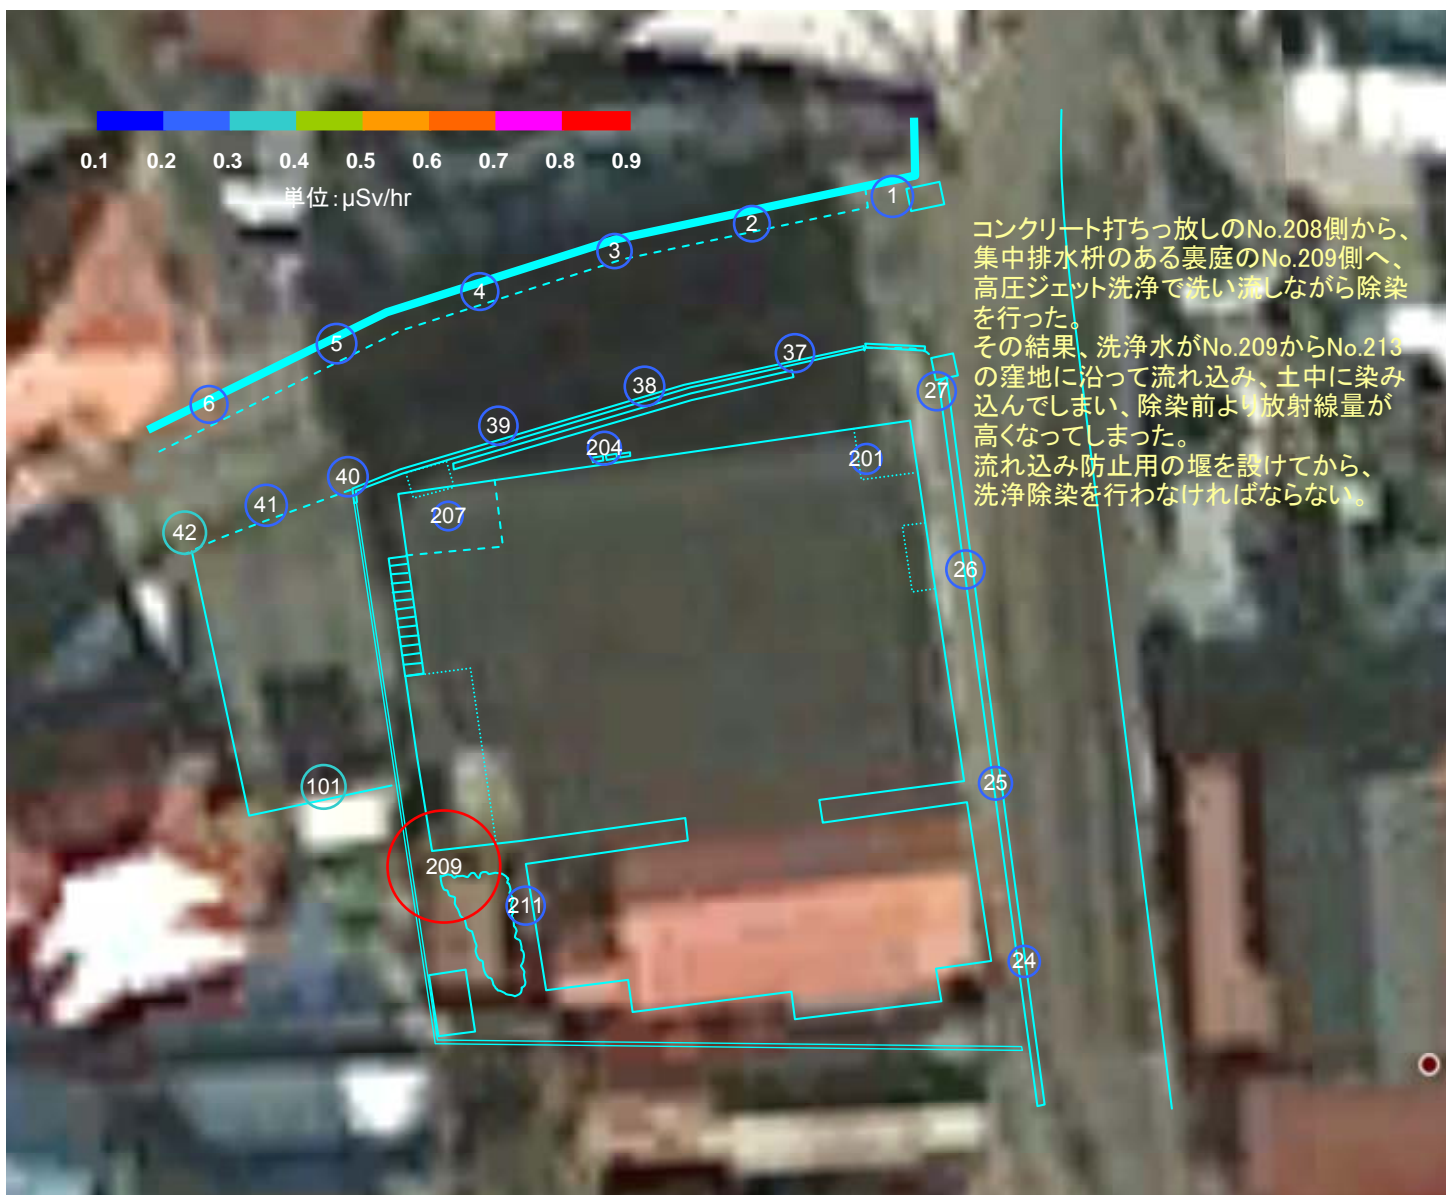 0.1 0.2 0.3 0.4 0.5 0.6 0.7 0.8 0.9
単位：μSv/hr
コンクリート打ちっ放しのNo.208側から、
集中排水枡のある裏庭のNo.209側へ、
高圧ジェット洗浄で洗い流しながら除染
を行った。
その結果、洗浄水がNo.209からNo.213
の窪地に沿って流れ込み、土中に染み
込んでしまい、除染前より放射線量が
高くなってしまった。
流れ込み防止用の堰を設けてから、
洗浄除染を行わなければならない。
1
2
3
4
5
6
37
38
39
40
41
42
27
204
201
207
26
25
101
209
211
24